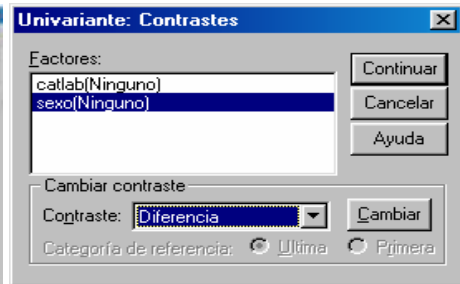 Univariante: Contrastes
Factores:
catlab(Ninguno)
sexo(Ninguno)
Continuar
Cancelar
Ayuda
Cambiar contraste
Contraste: Diferencia Cambiar
Categoría de referencia: Ultima Primera